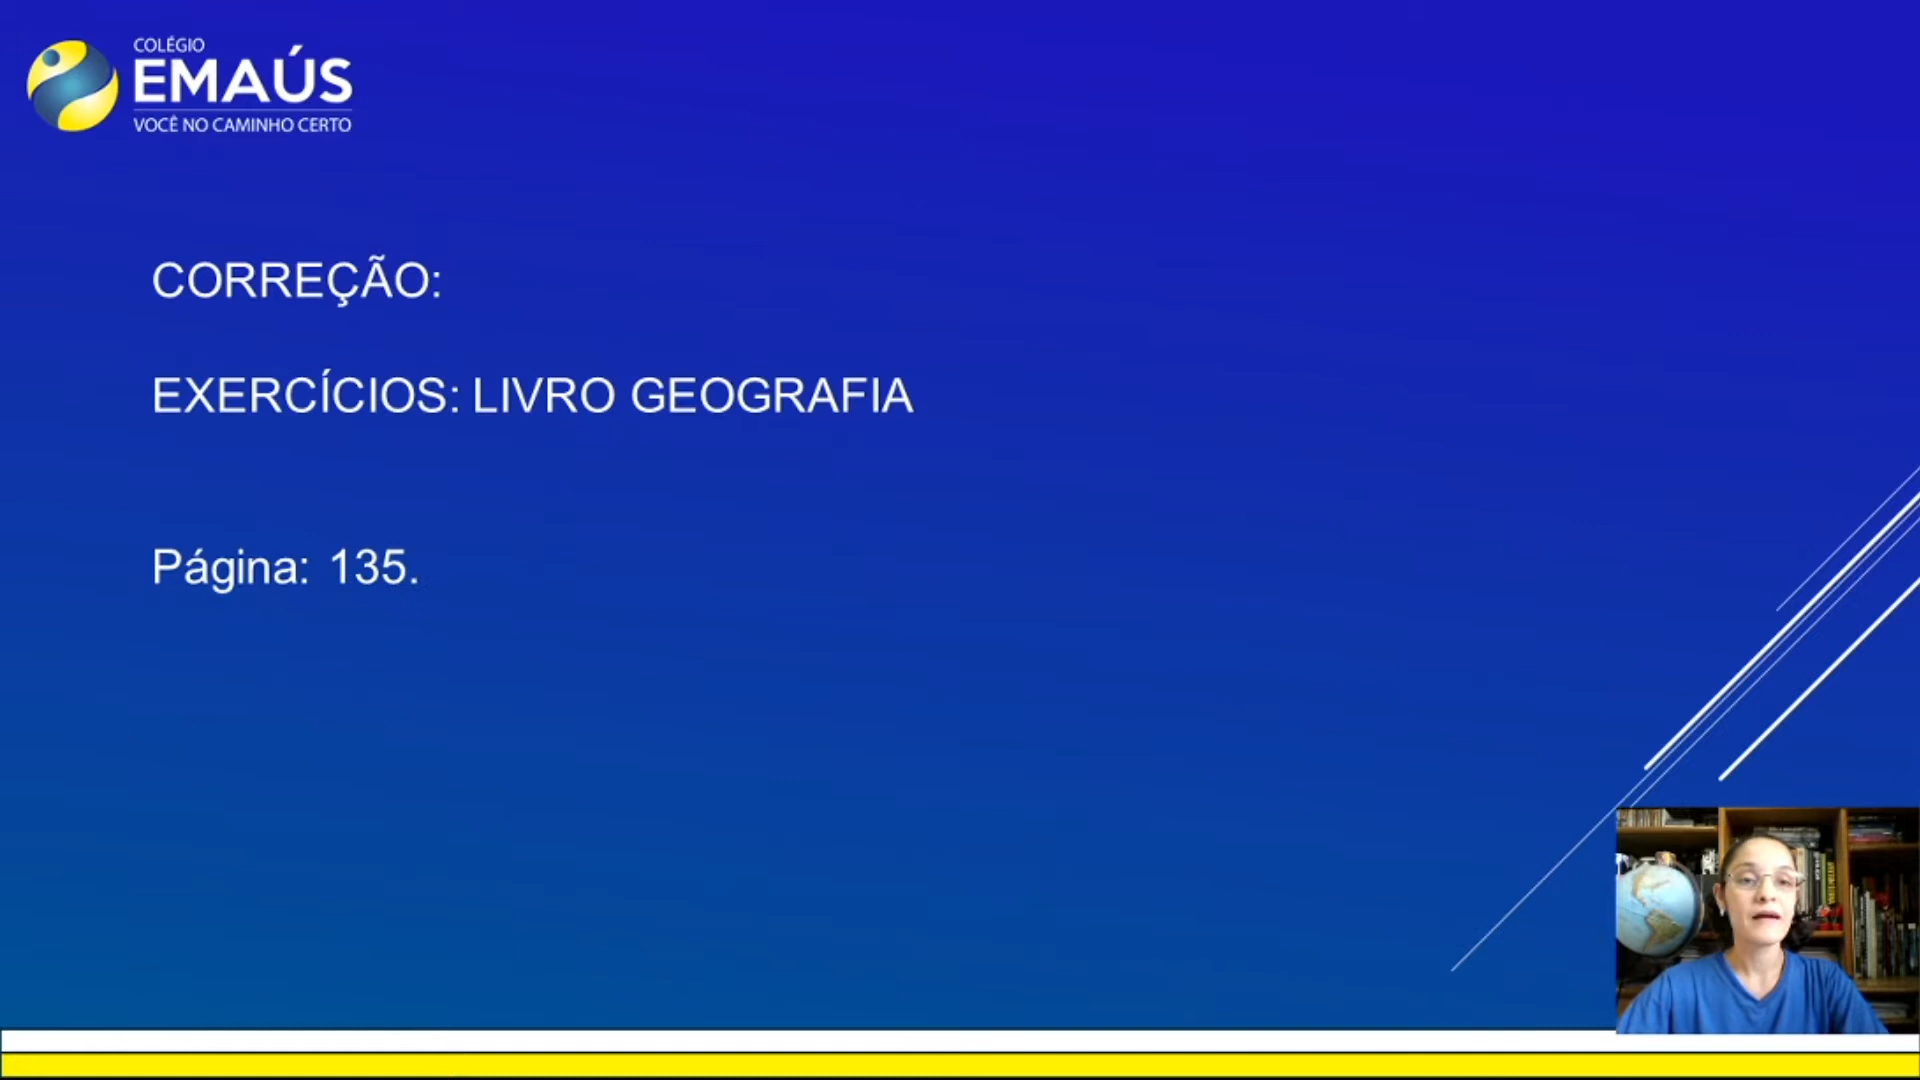 COLÉGIO
EMAÚS
VOCÊ NO CAMINHO CERTO
CORREÇÃO:
EXERCÍCIOS: LIVRO GEOGRAFIA
Página: 135.